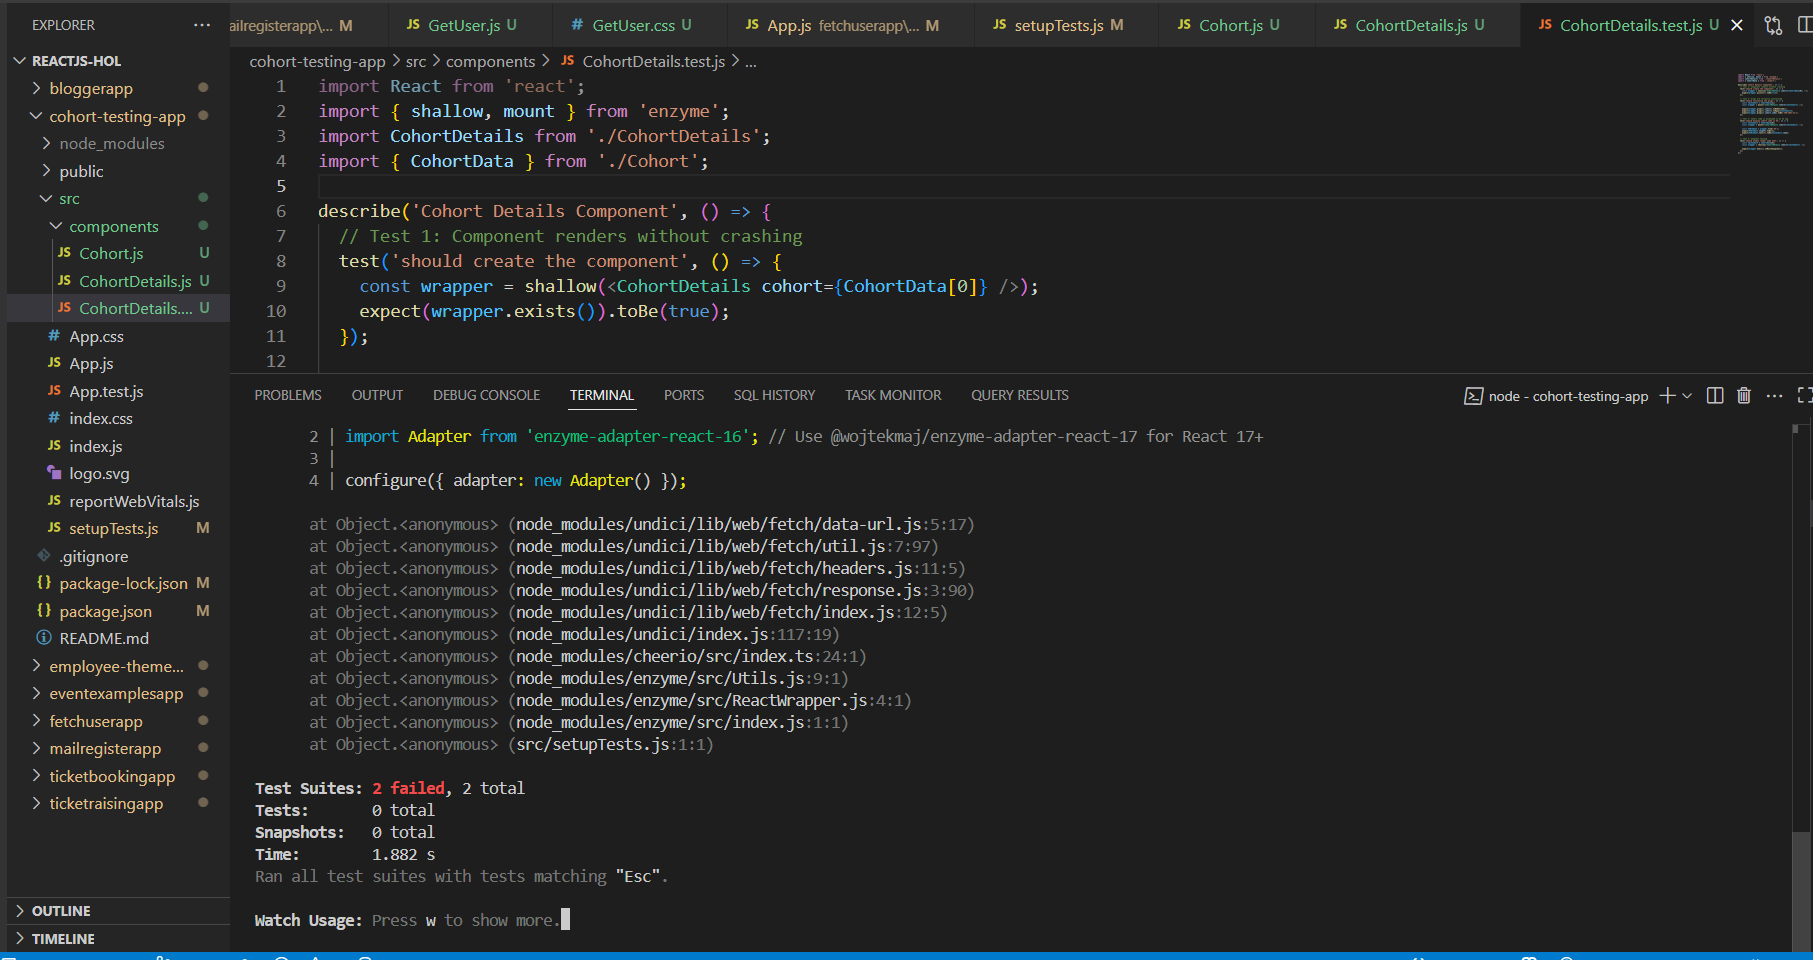 EXPLORER
ailregisterapp\... M
JS GetUser.js U
# GetUser.css U
JS App.js fetchuserapp\... M
JS setupTests.js M
JS Cohort.js U
JS CohortDetails.js U
JS CohortDetails.test.js U
REACTJS-HOL
bloggerapp
cohort-testing-app
node_modules
public
src
components
JS Cohort.js U
JS CohortDetails.js U
JS CohortDetails.... U
# App.css
JS App.js
JS App.test.js
# index.css
JS index.js
logo.svg
JS reportWebVitals.js
JS setupTests.js M
.gitignore
{} package-lock.json M
{} package.json M
README.md
employee-theme...
eventexamplesapp
fetchuserapp
mailregisterapp
ticketbookingapp
ticketraisingapp
OUTLINE
TIMELINE
cohort-testing-app > src > components > JS CohortDetails.test.js > ...
1 import React from 'react';
2 import { shallow, mount } from 'enzyme';
3 import CohortDetails from './CohortDetails';
4 import { CohortData } from './Cohort';
5
6 describe('Cohort Details Component', () => {
7 // Test 1: Component renders without crashing
8 test('should create the component', () => {
9 const wrapper = shallow(<CohortDetails cohort={CohortData[0]} />);
10 expect(wrapper.exists()).toBe(true);
11 });
12
PROBLEMS OUTPUT DEBUG CONSOLE TERMINAL PORTS SQL HISTORY TASK MONITOR QUERY RESULTS
node - cohort-testing-app
2 | import Adapter from 'enzyme-adapter-react-16'; // Use @wojtekmaj/enzyme-adapter-react-17 for React 17+
3 |
4 | configure({ adapter: new Adapter() });
at Object.<anonymous> (node_modules/undici/lib/web/fetch/data-url.js:5:17)
at Object.<anonymous> (node_modules/undici/lib/web/fetch/util.js:7:97)
at Object.<anonymous> (node_modules/undici/lib/web/fetch/headers.js:11:5)
at Object.<anonymous> (node_modules/undici/lib/web/fetch/response.js:3:90)
at Object.<anonymous> (node_modules/undici/lib/web/fetch/index.js:12:5)
at Object.<anonymous> (node_modules/undici/index.js:117:19)
at Object.<anonymous> (node_modules/cheerio/src/index.ts:24:1)
at Object.<anonymous> (node_modules/enzyme/src/Utils.js:9:1)
at Object.<anonymous> (node_modules/enzyme/src/ReactWrapper.js:4:1)
at Object.<anonymous> (node_modules/enzyme/src/index.js:1:1)
at Object.<anonymous> (src/setupTests.js:1:1)
Test Suites: 2 failed, 2 total
Tests: 0 total
Snapshots: 0 total
Time: 1.882 s
Ran all test suites with tests matching "Esc".
Watch Usage: Press w to show more.